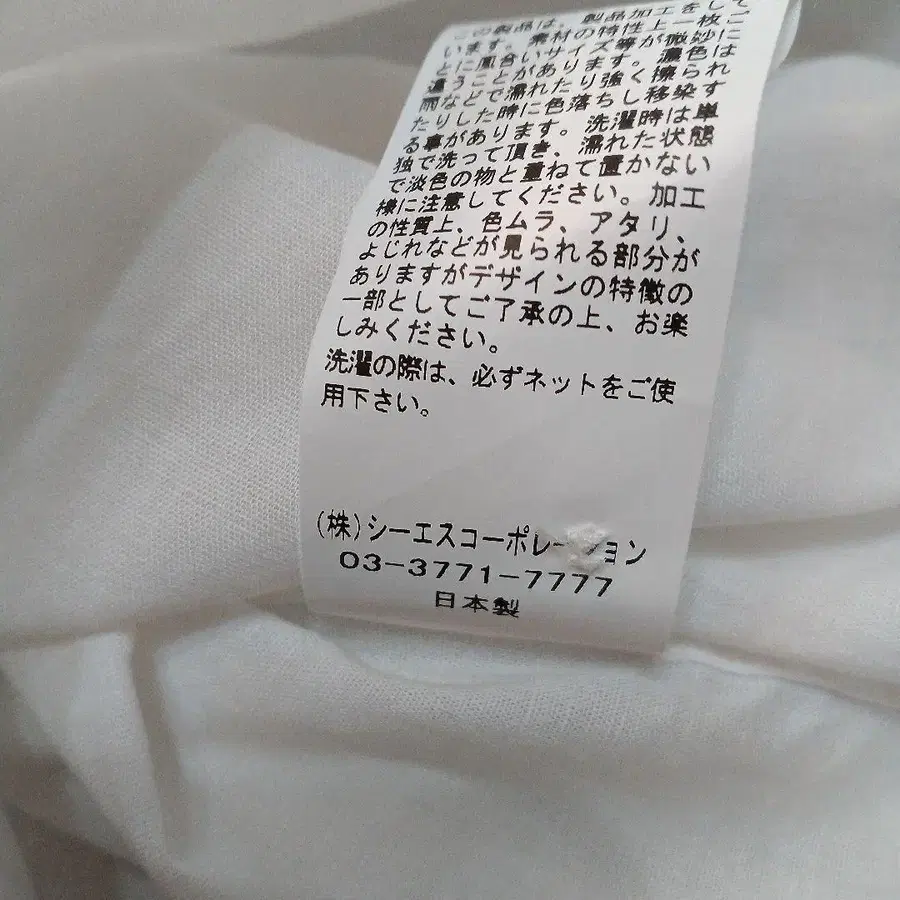 この製品は、製品加工をして
います。素材の特性上一枚ご
とに風合いサイズ等が微妙に
違うことがあります。濃色は
雨などで濡れたり強く擦られ
たりした時に色落ちし移染す
る事があります。洗濯時は単
独で洗って頂き、濡れた状態
で淡色の物と重ねて置かない
様に注意してください。加工
の性質上、色ムラ、アタリ、
よじれなどが見られる部分が
ありますがデザインの特徴の
一部としてご了承の上、お楽
しみください。
洗濯の際は、必ずネットをご使
用下さい。
(株)シーエスコーポレーション
03-3771-7777
日本製